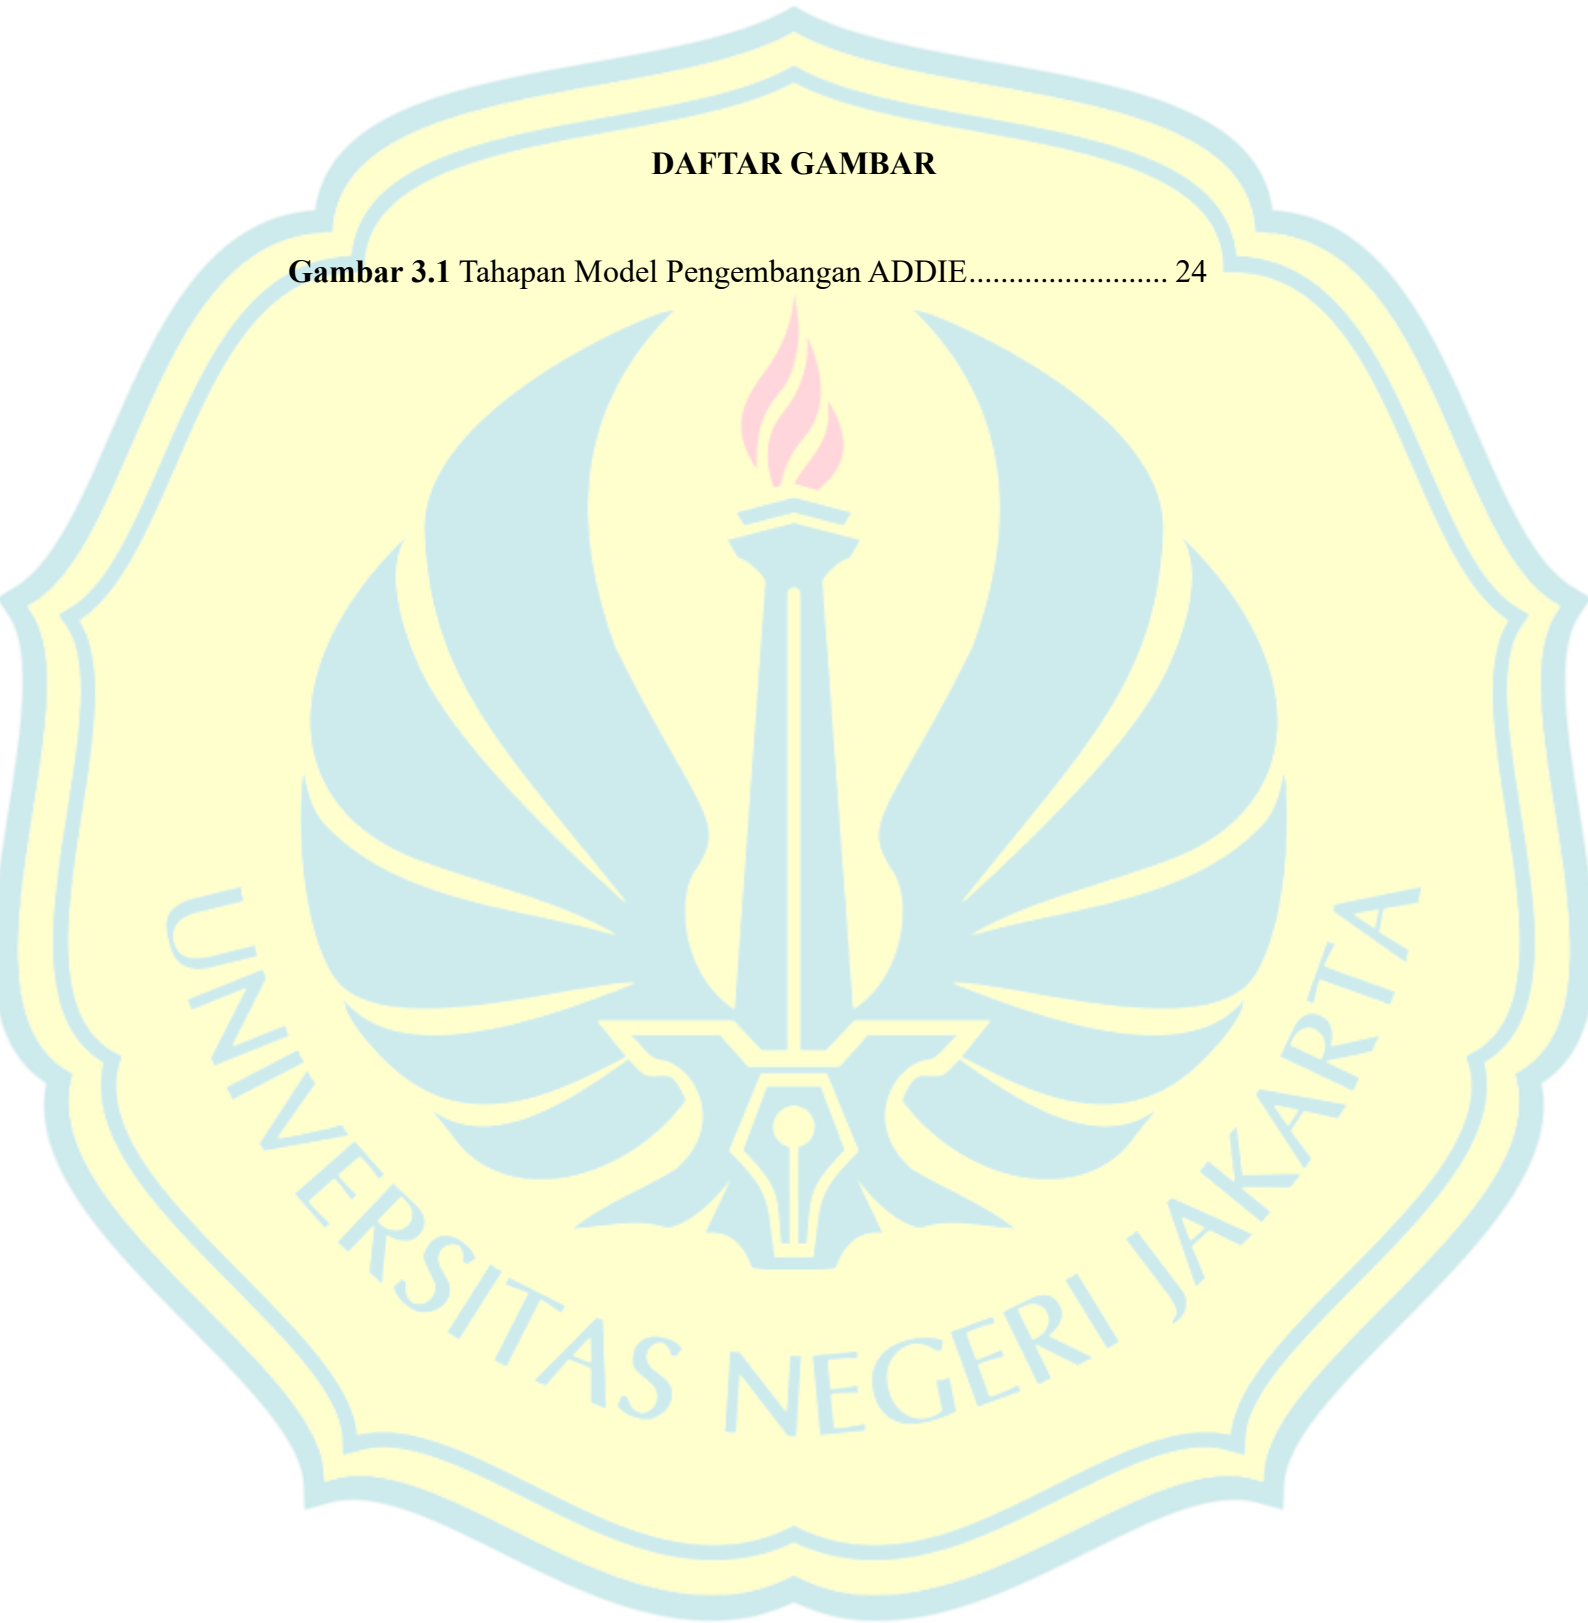 DAFTAR GAMBAR
Gambar 3.1 Tahapan Model Pengembangan ADDIE........................ 24
UNIVERSITAS NEGERI JAKARTA